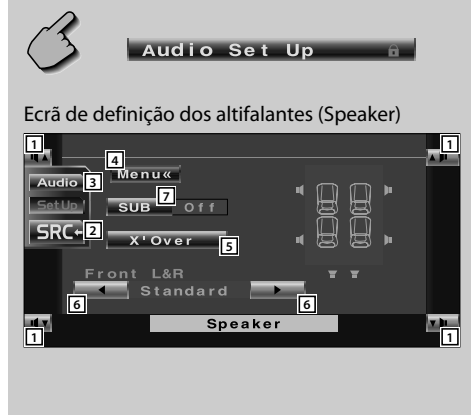 Audio Set Up
Ecrã de definição dos altifalantes (Speaker)
1
1
4
Menu«
Audio
3
7
SetUp
SUB
Off
SRC
2
X'Over
5
Front L&R
Standard
6
6
Speaker
1
1